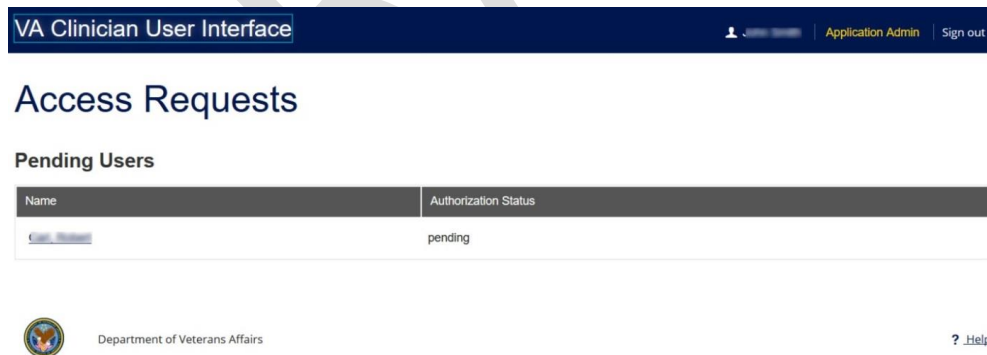 VA Clinician User Interface
Application Admin
Sign out
Access Requests
Pending Users
Name Authorization Status
pending
Department of Veterans Affairs
? Help